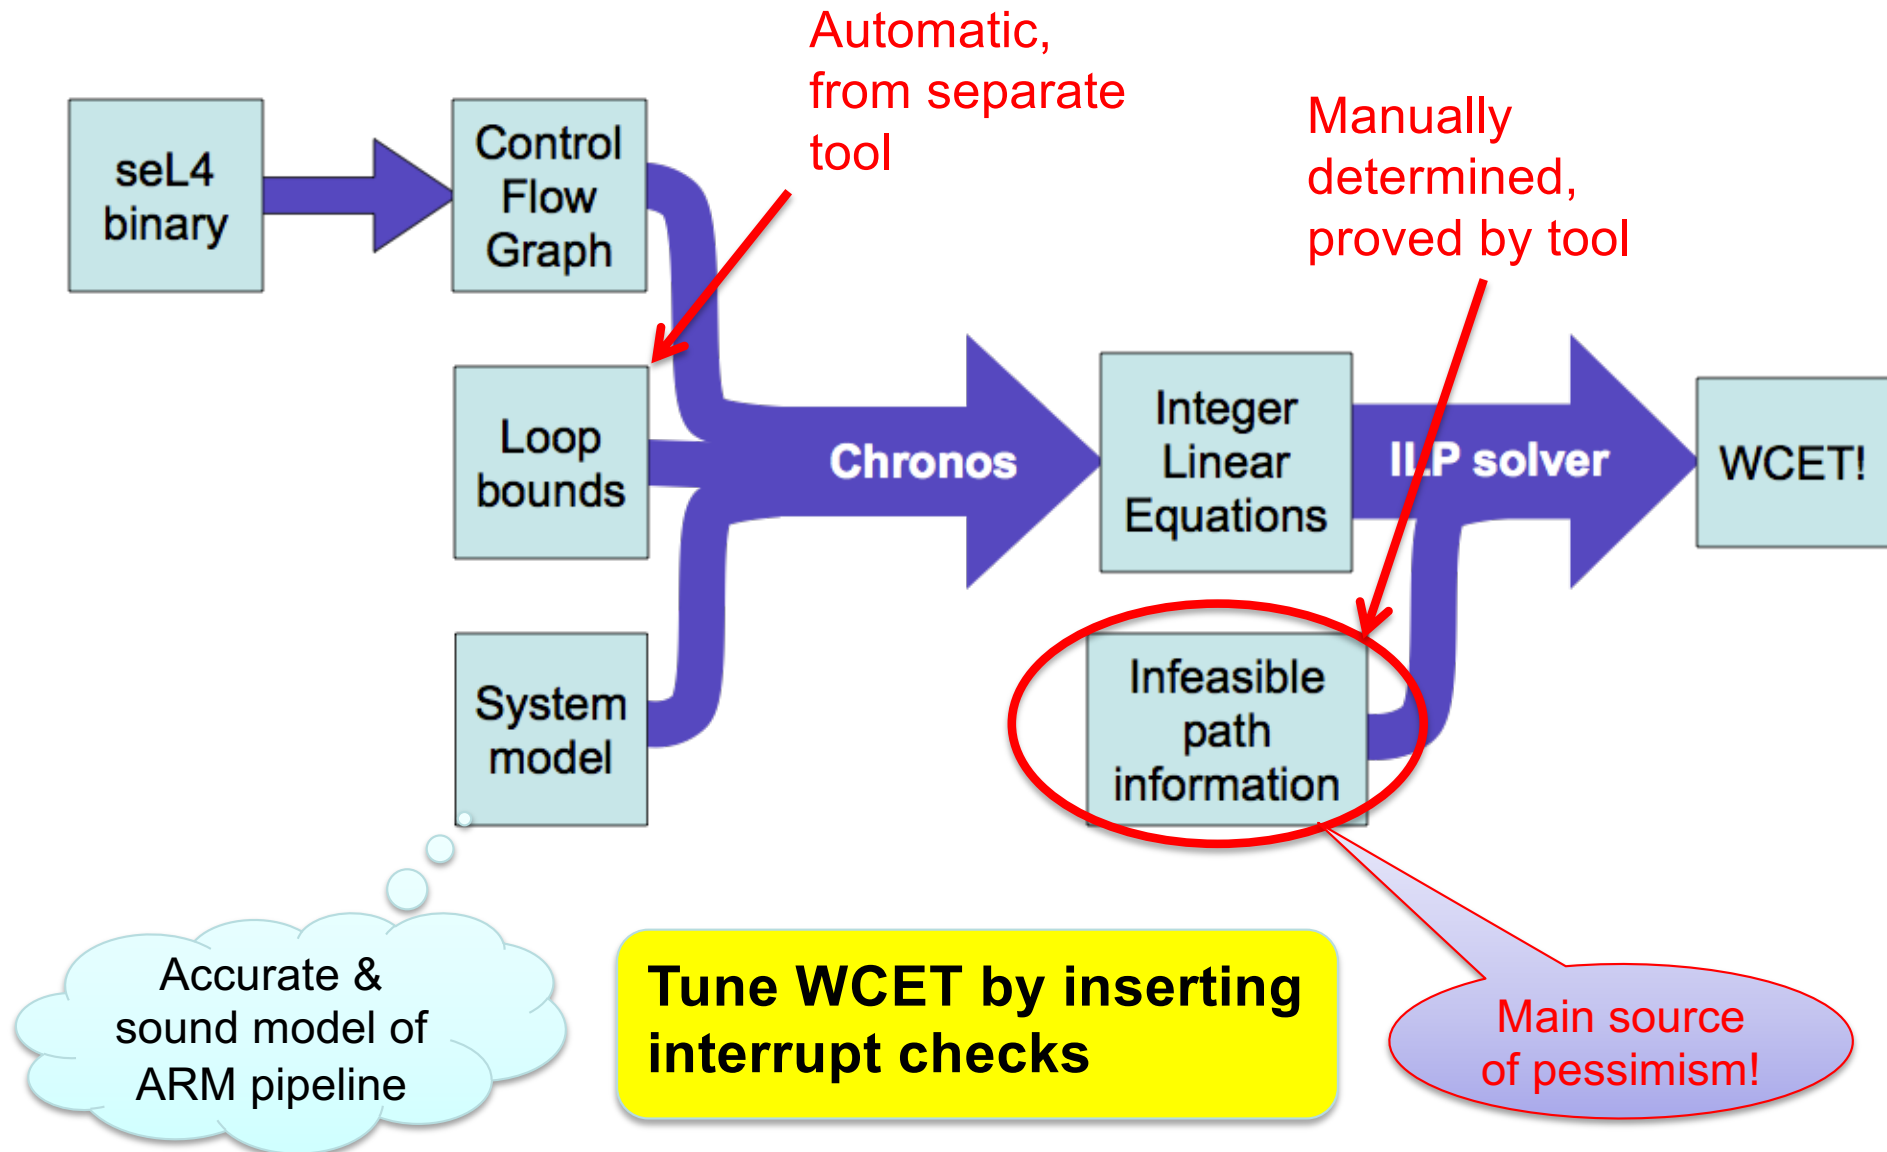 Automatic,
from separate
tool
Manually
determined,
proved by tool
seL4
binary
Control
Flow
Graph
Loop
bounds
System
model
Chronos
Integer
Linear
Equations
ILP solver
WCET!
Infeasible
path
information
Accurate &
sound model of
ARM pipeline
Tune WCET by inserting
interrupt checks
Main source
of pessimism!